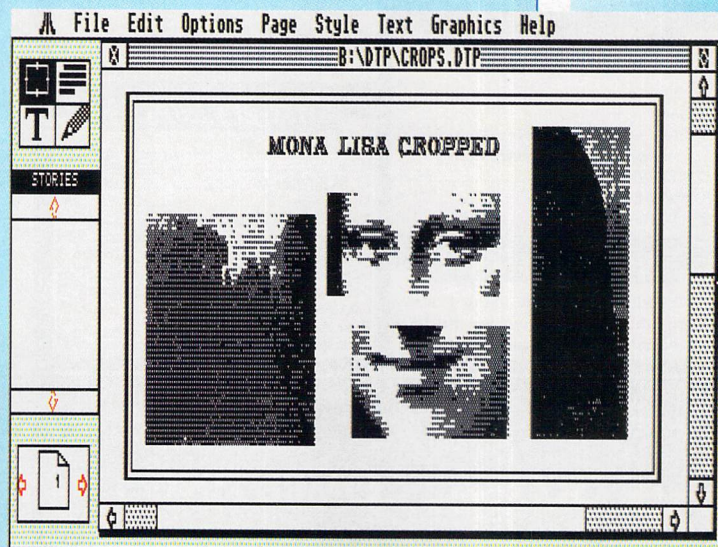 File Edit Options Page Style Text Graphics Help
B:\DTP\CROPS.DTP
T
STORIES
MONA LISA CROPPED
1